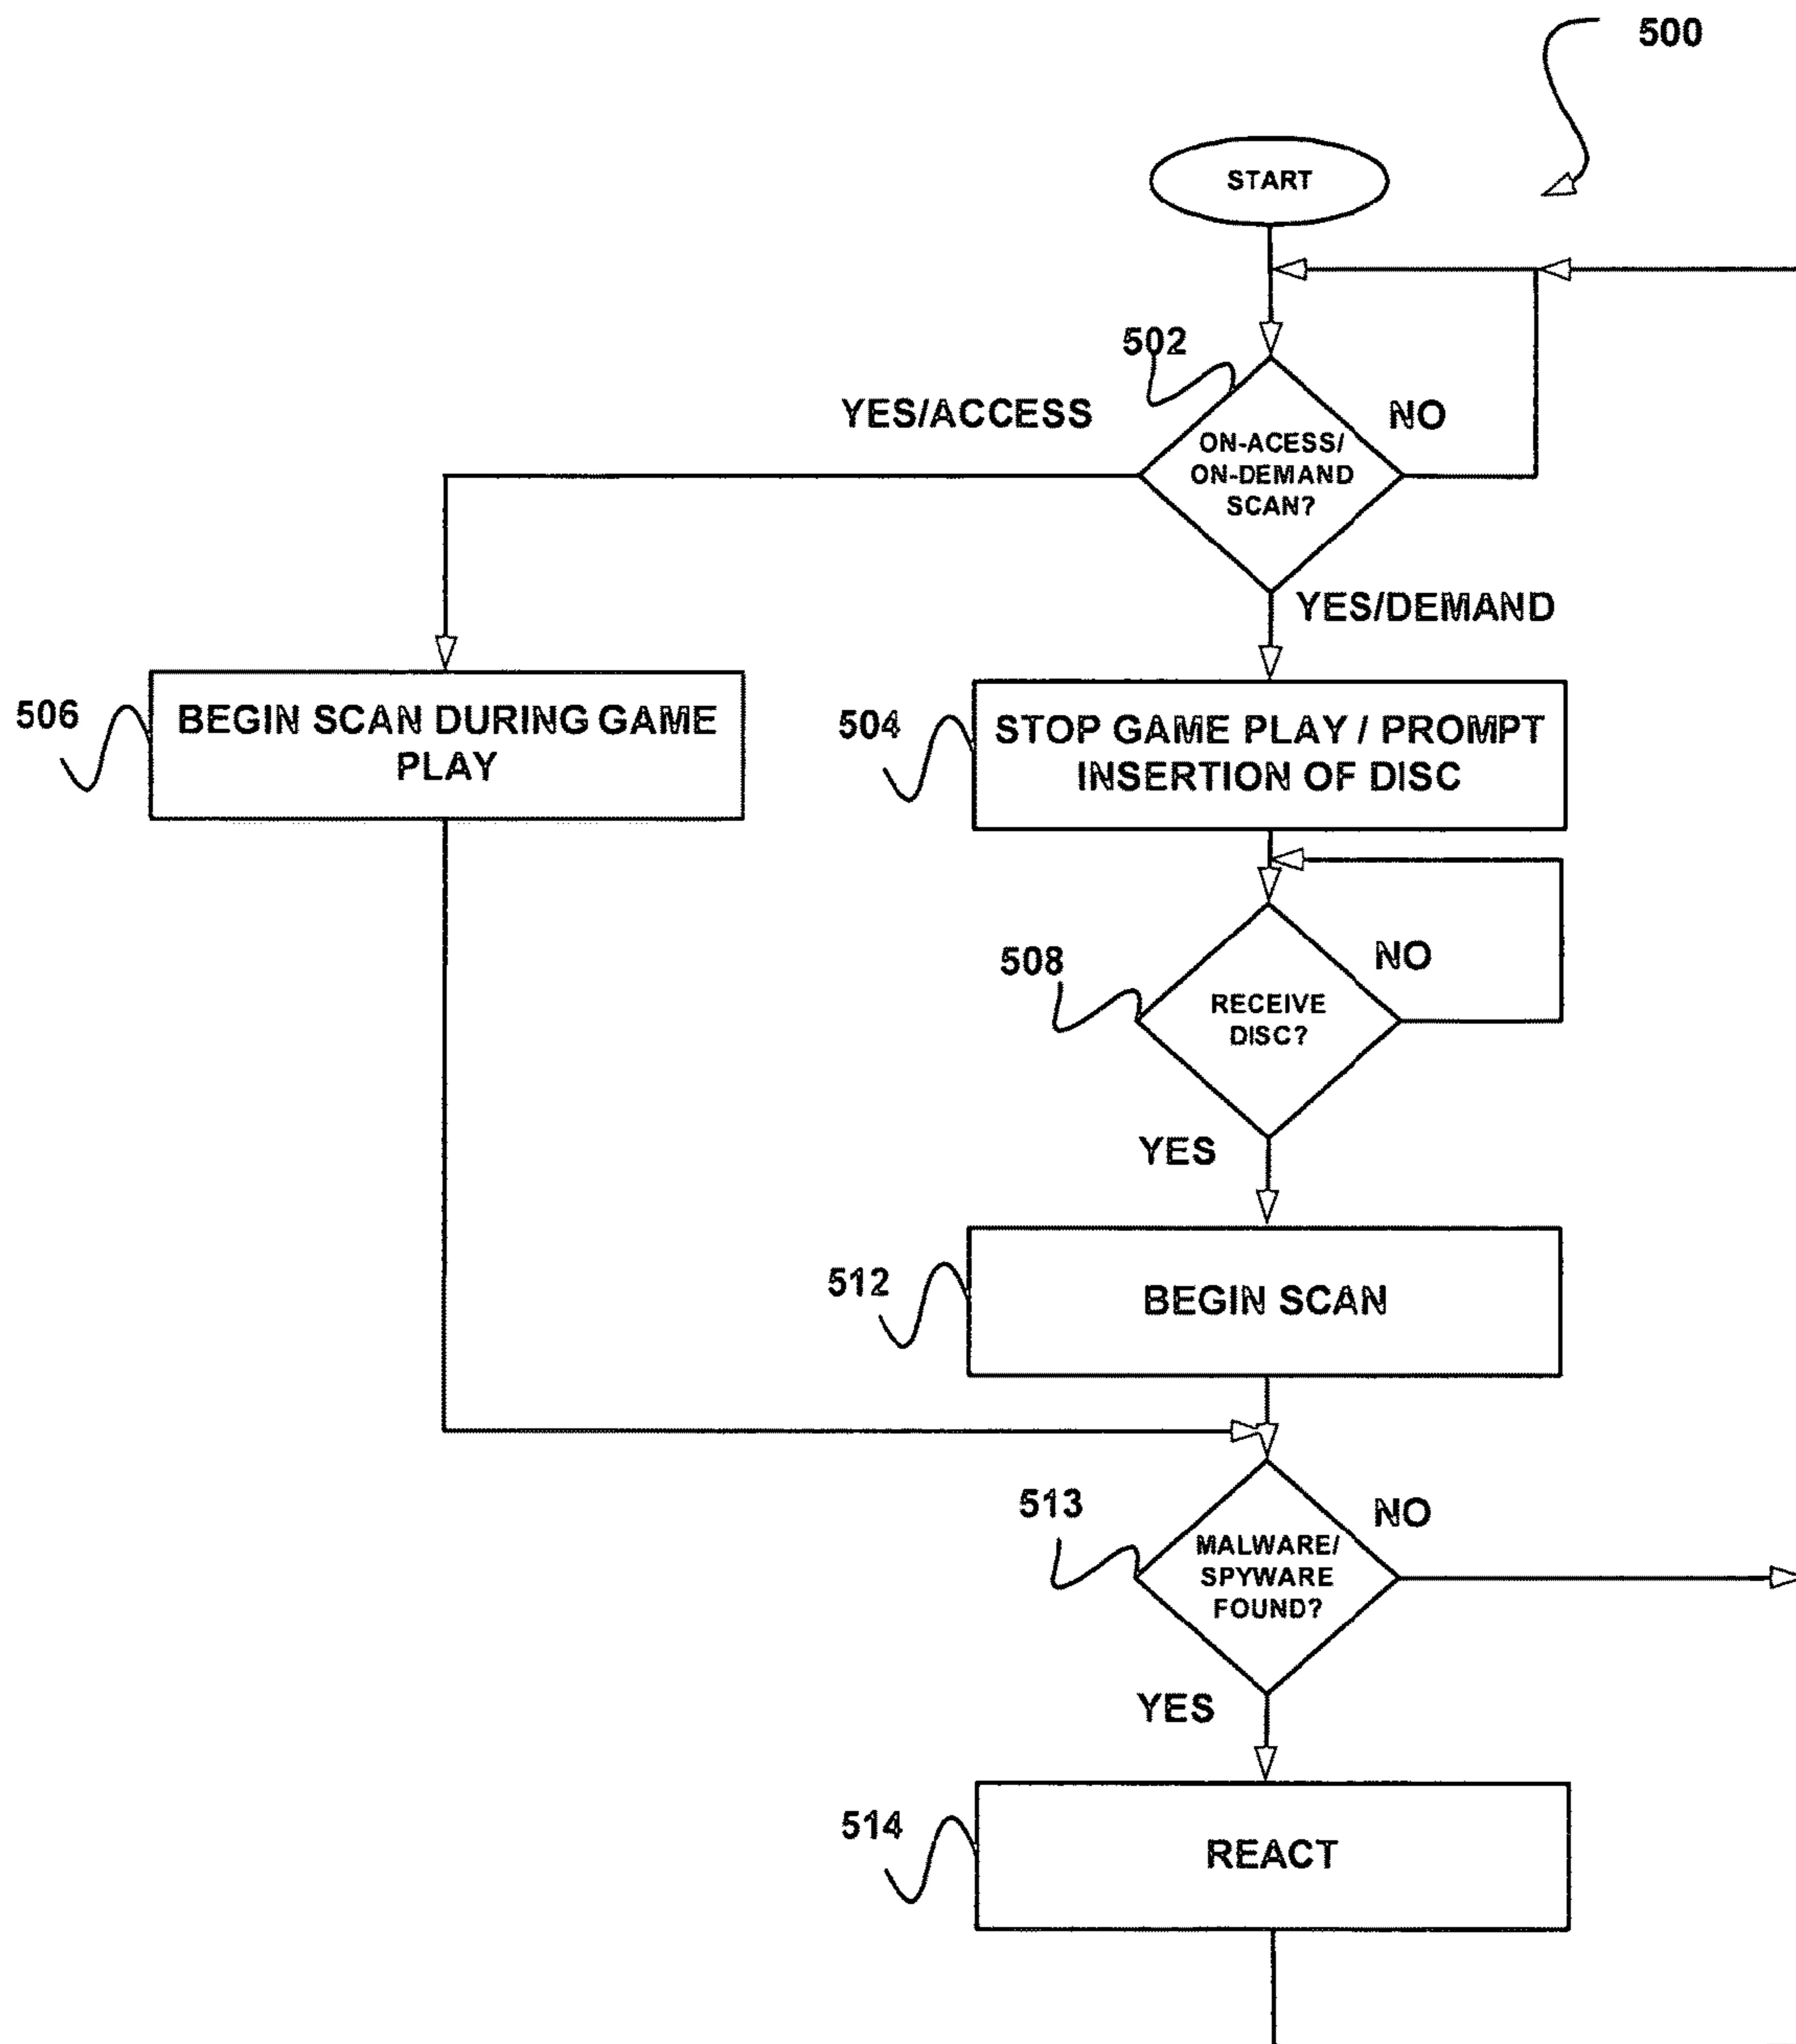 500
START
502
YES/ACCESS
NO
ON-ACESS/
ON-DEMAND
SCAN?
YES/DEMAND
506
BEGIN SCAN DURING GAME
PLAY
504
STOP GAME PLAY / PROMPT
INSERTION OF DISC
508
NO
RECEIVE
DISC?
YES
512
BEGIN SCAN
513
NO
MALWARE/
SPYWARE
FOUND?
YES
514
REACT